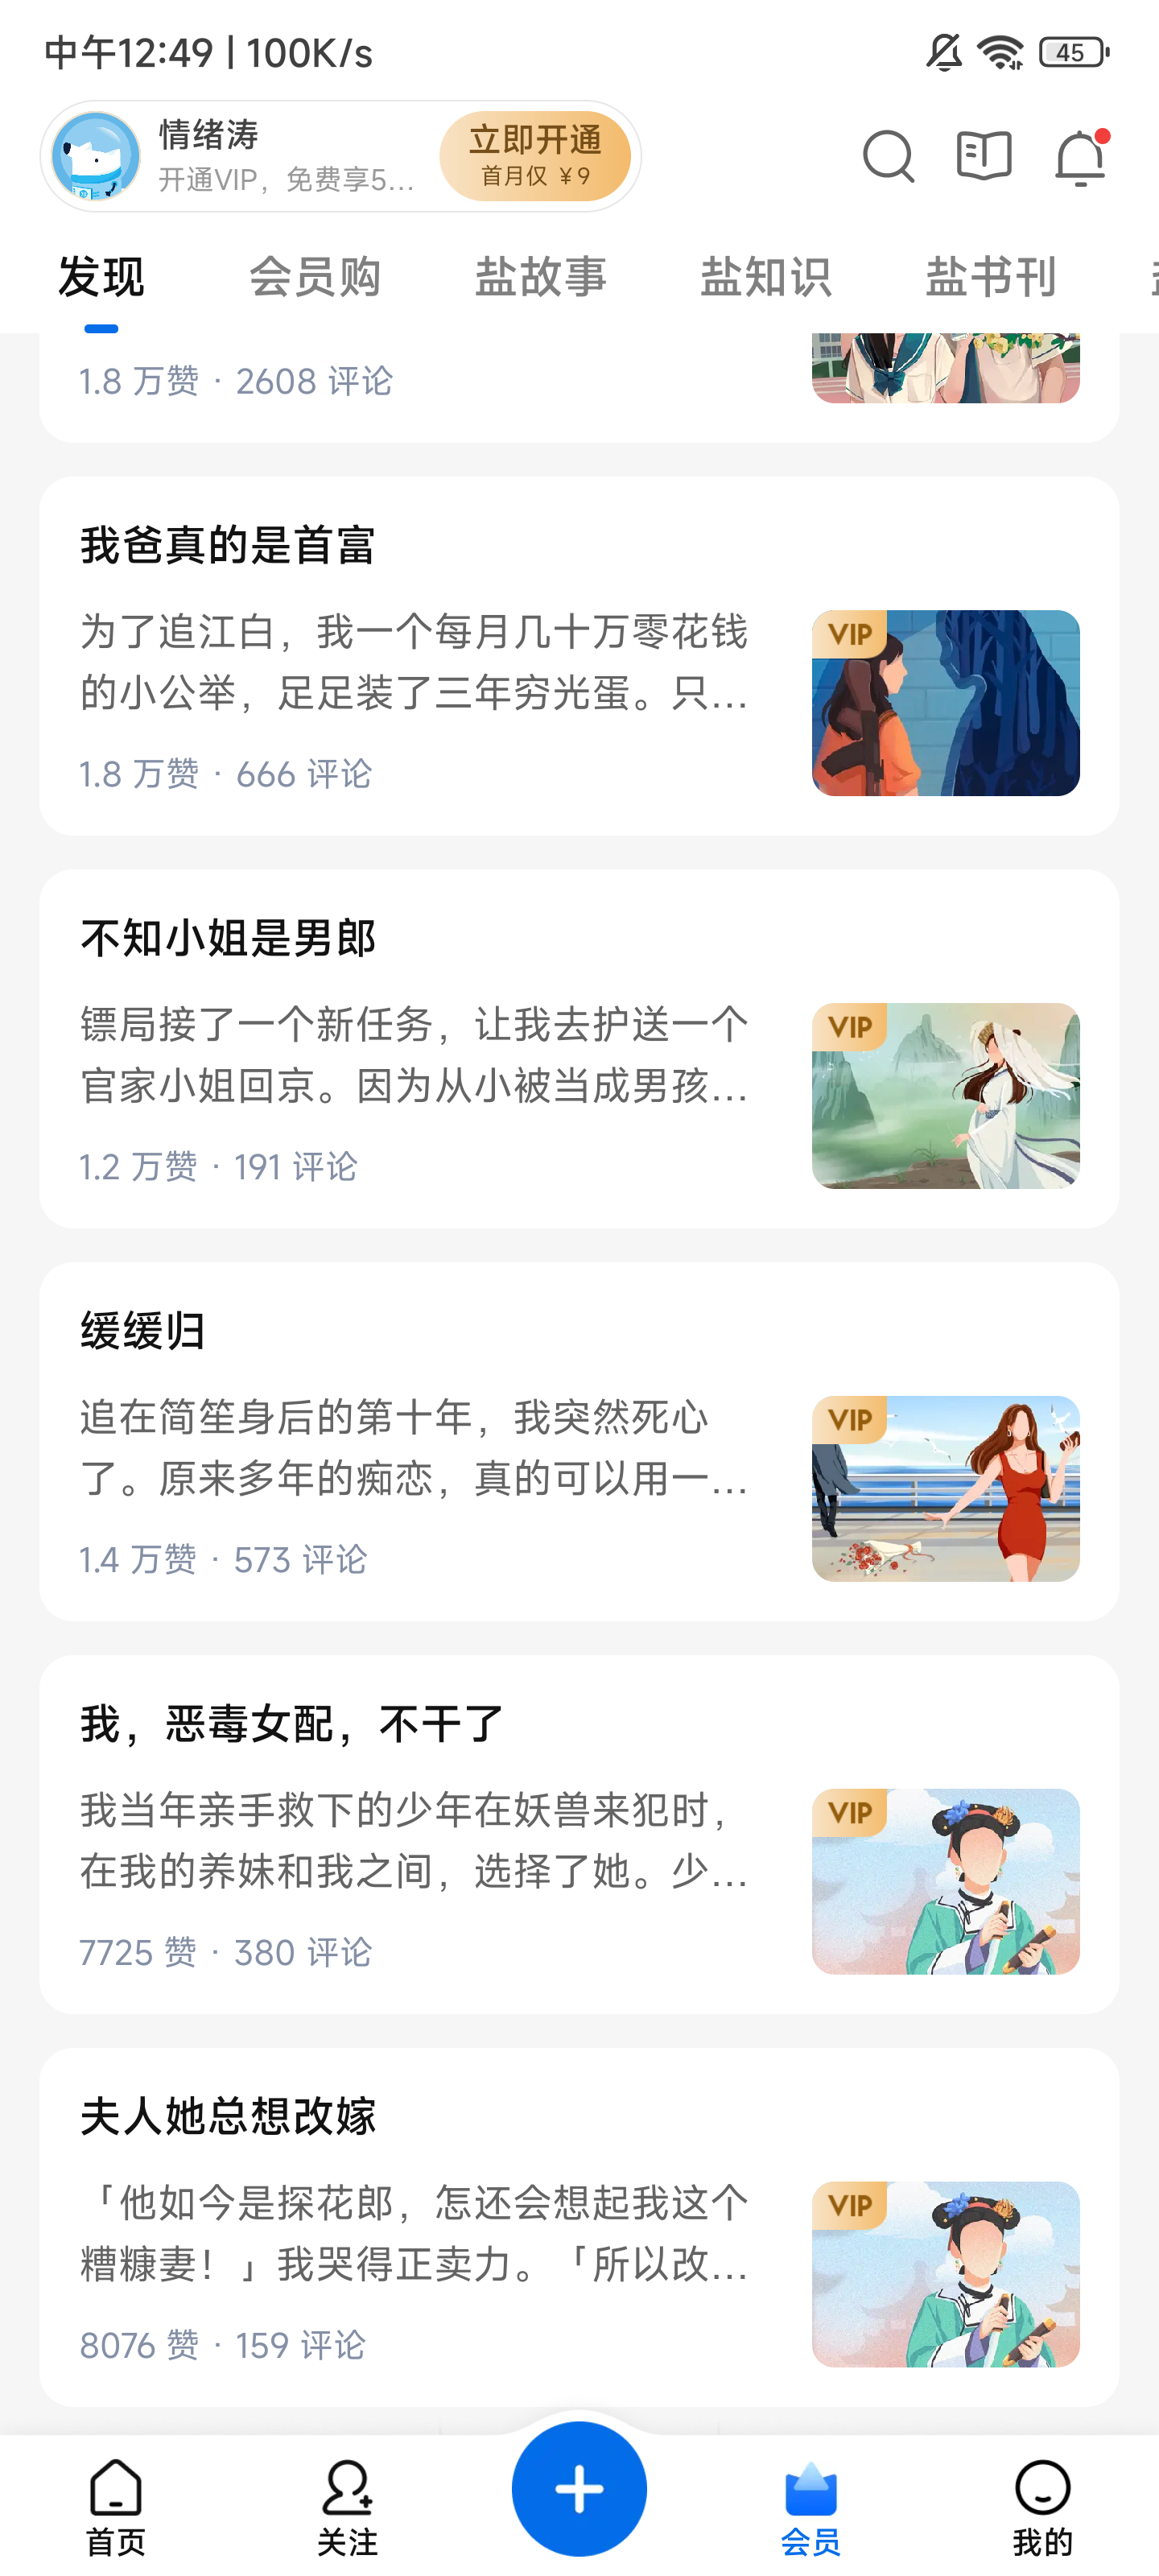 中午12:49 | 100K/s
45
情绪涛
开通VIP，免费享5...
立即开通
首月仅 ¥9
发现 会员购 盐故事 盐知识 盐书刊
1.8 万赞 · 2608 评论
我爸真的是首富
为了追江白，我一个每月几十万零花钱
的小公举，足足装了三年穷光蛋。只...
VIP
1.8 万赞 · 666 评论
不知小姐是男郎
镖局接了一个新任务，让我去护送一个
官家小姐回京。因为从小被当成男孩...
VIP
1.2 万赞 · 191 评论
缓缓归
追在简笙身后的第十年，我突然死心
了。原来多年的痴恋，真的可以用一...
VIP
1.4 万赞 · 573 评论
我，恶毒女配，不干了
我当年亲手救下的少年在妖兽来犯时，
在我的养妹和我之间，选择了她。少...
VIP
7725 赞 · 380 评论
夫人她总想改嫁
「他如今是探花郎，怎还会想起我这个
糟糠妻！」我哭得正卖力。「所以改...
VIP
8076 赞 · 159 评论
首页 关注 会员 我的